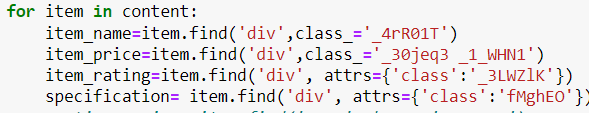 for item in content:
item_name=item.find('div',class_='_4rR01T')
item_price=item.find('div',class_='_30jeq3 _1_WHN1')
item_rating=item.find('div', attrs={'class':'_3LWZlK'})
specification= item.find('div', attrs={'class':'fMghEO'})